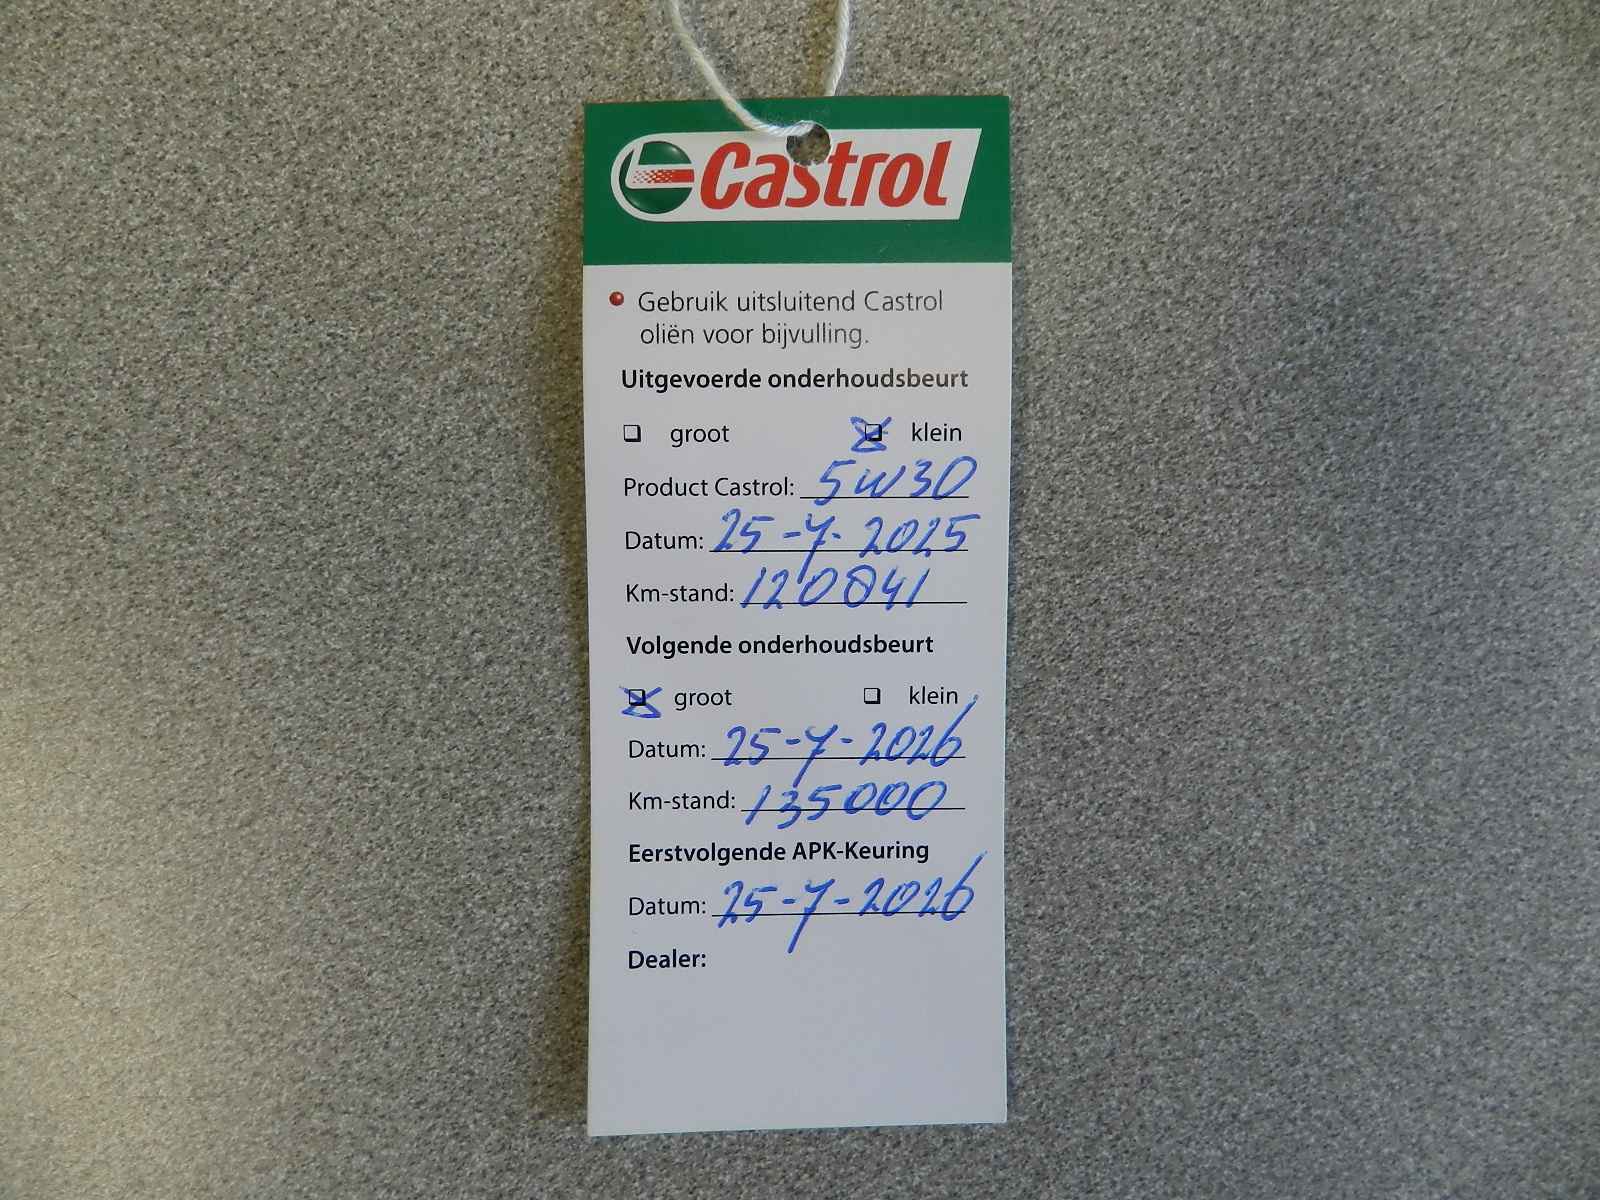 Castrol
Gebruik uitsluitend Castrol
oliën voor bijvulling.
Uitgevoerde onderhoudsbeurt
groot klein
Product Castrol: 5W30
Datum: 25-7-2025
Km-stand: 120841
Volgende onderhoudsbeurt
groot klein
Datum: 25-7-2026
Km-stand: 135000
Eerstvolgende APK-Keuring
Datum: 25-7-2026
Dealer: